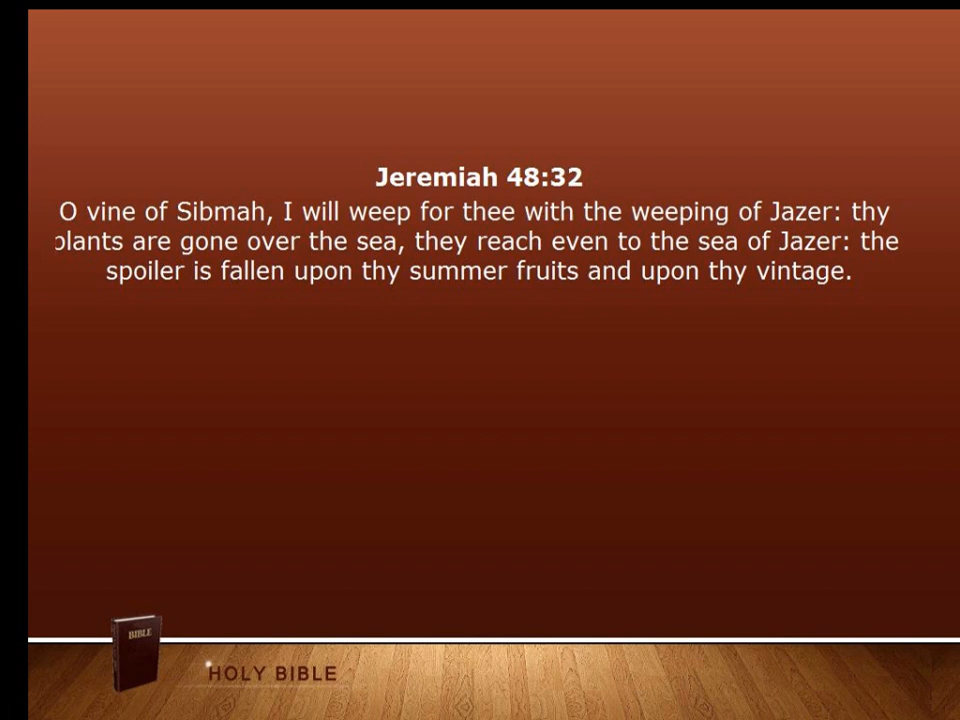 Jeremiah 48:32
O vine of Sibmah, I will weep for thee with the weeping of Jazer: thy
plants are gone over the sea, they reach even to the sea of Jazer: the
spoiler is fallen upon thy summer fruits and upon thy vintage.
BIBLE
HOLY BIBLE